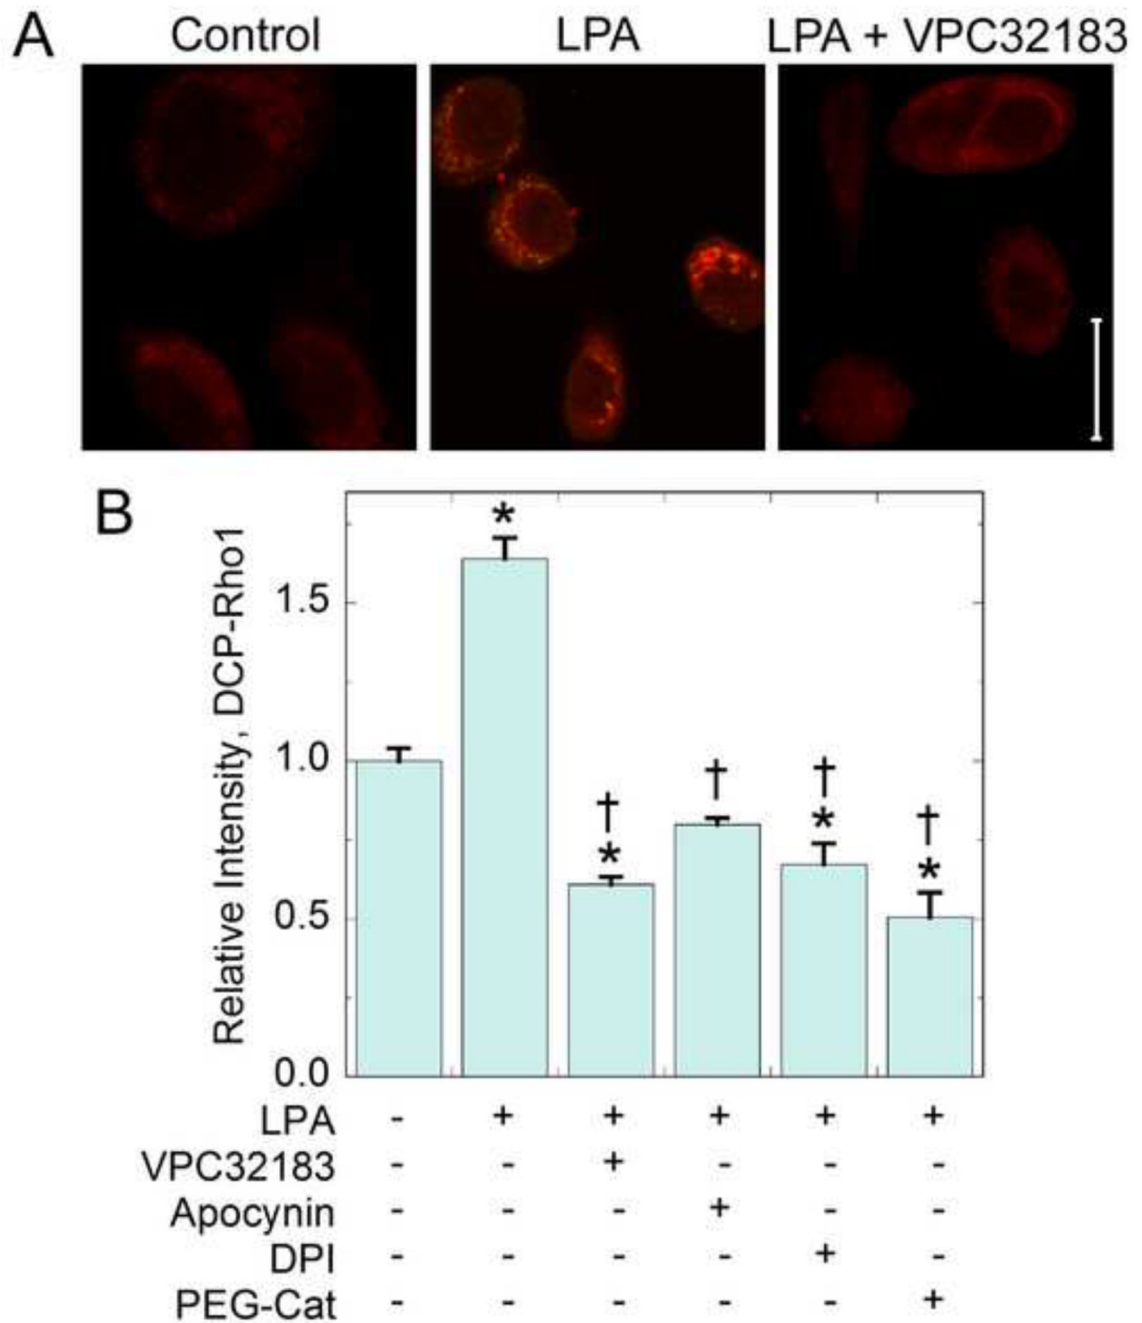 A
Control LPA LPA + VPC32183
B
Relative Intensity, DCP-Rho1
1.5
1.0
0.5
0.0
*
† *
†
† *
† *
LPA - + + + + +
VPC32183 - - + - - -
Apocynin - - - + - -
DPI - - - - + -
PEG-Cat - - - - - +